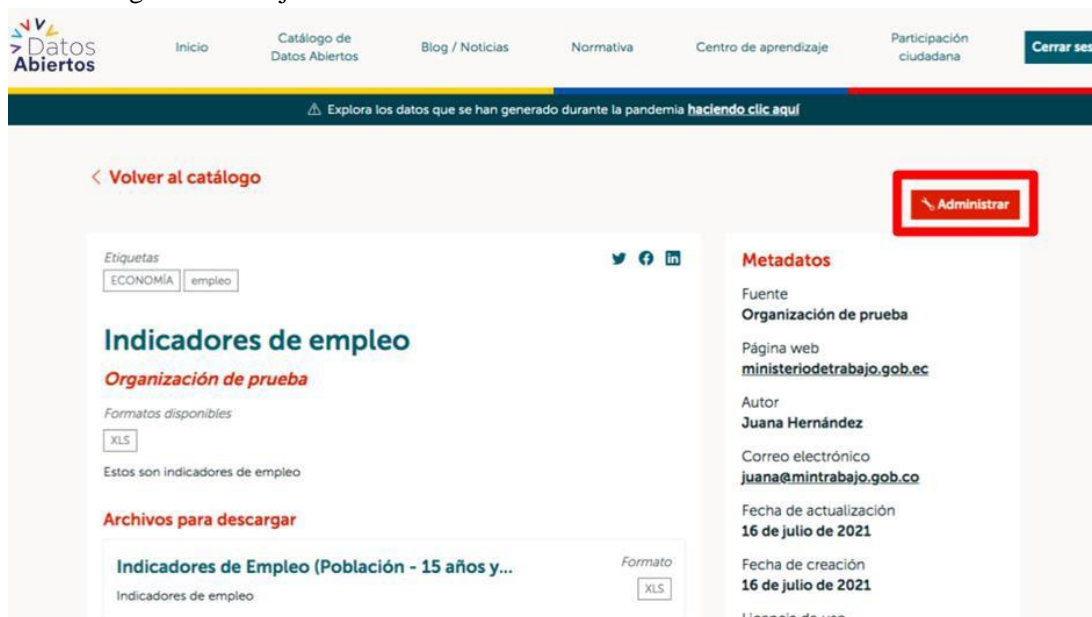 Datos
Abiertos
Inicio
Catálogo de
Datos Abiertos
Blog / Noticias
Normativa
Centro de aprendizaje
Participación
ciudadana
Cerrar ses
Explora los datos que se han generado durante la pandemia haciendo clic aquí
Volver al catálogo
Administrar
Etiquetas
ECONOMÍA empleo
Indicadores de empleo
Organización de prueba
Formatos disponibles
XLS
Estos son indicadores de empleo
Archivos para descargar
Indicadores de Empleo (Población - 15 años y...
Indicadores de empleo
Formato
XLS
Metadatos
Fuente
Organización de prueba
Página web
ministeriodetrabajo.gob.ec
Autor
Juana Hernández
Correo electrónico
juana@mintrabajo.gob.co
Fecha de actualización
16 de julio de 2021
Fecha de creación
16 de julio de 2021